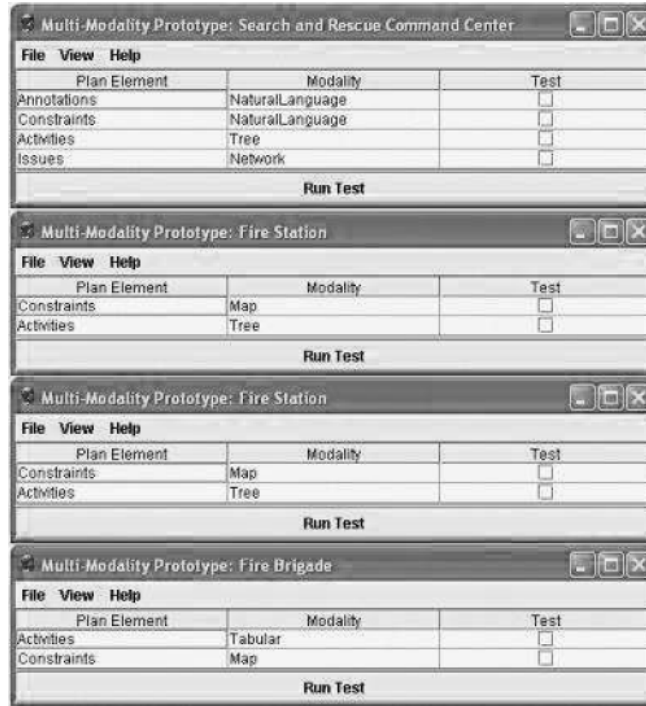 Multi-Modality Prototype: Search and Rescue Command Center
File View Help
Plan Element Modality Test
Annotations NaturalLanguage
Constraints NaturalLanguage
Activities Tree
Issues Network
Run Test
Multi-Modality Prototype: Fire Station
File View Help
Plan Element Modality Test
Constraints Map
Activities Tree
Run Test
Multi-Modality Prototype: Fire Station
File View Help
Plan Element Modality Test
Constraints Map
Activities Tree
Run Test
Multi-Modality Prototype: Fire Brigade
File View Help
Plan Element Modality Test
Activities Tabular
Constraints Map
Run Test